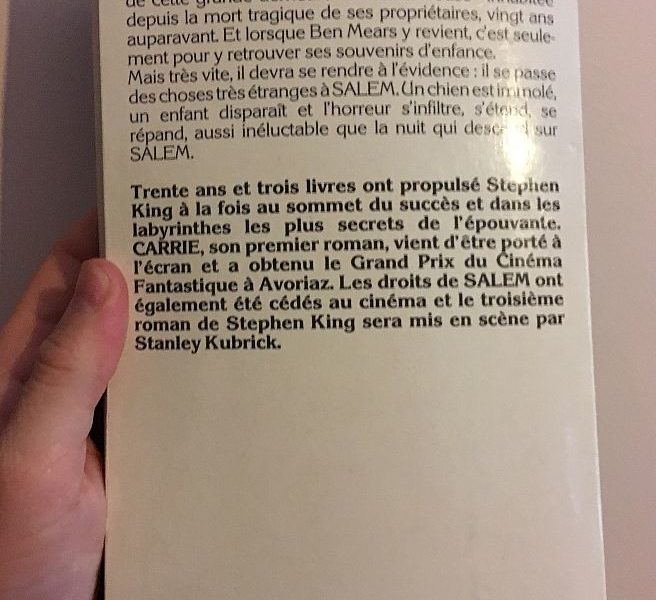 de cette grande
depuis la mort tragique de ses propriétaires, vingt ans
auparavant. Et lorsque Ben Mears y revient, c'est seule-
ment pour y retrouver ses souvenirs d'enfance.
Mais très vite, il devra se rendre à l'évidence : il se passe
des choses très étranges à SALEM. Un chien est immolé,
un enfant disparaît et l'horreur s'infiltre, s'étend, se
répand, aussi inéluctable que la nuit qui descend sur
SALEM.
Trente ans et trois livres ont propulsé Stephen
King à la fois au sommet du succès et dans les
labyrinthes les plus secrets de l'épouvante.
CARRIE, son premier roman, vient d'être porté à
l'écran et a obtenu le Grand Prix du Cinéma
Fantastique à Avoriaz. Les droits de SALEM ont
également été cédés au cinéma et le troisième
roman de Stephen King sera mis en scène par
Stanley Kubrick.